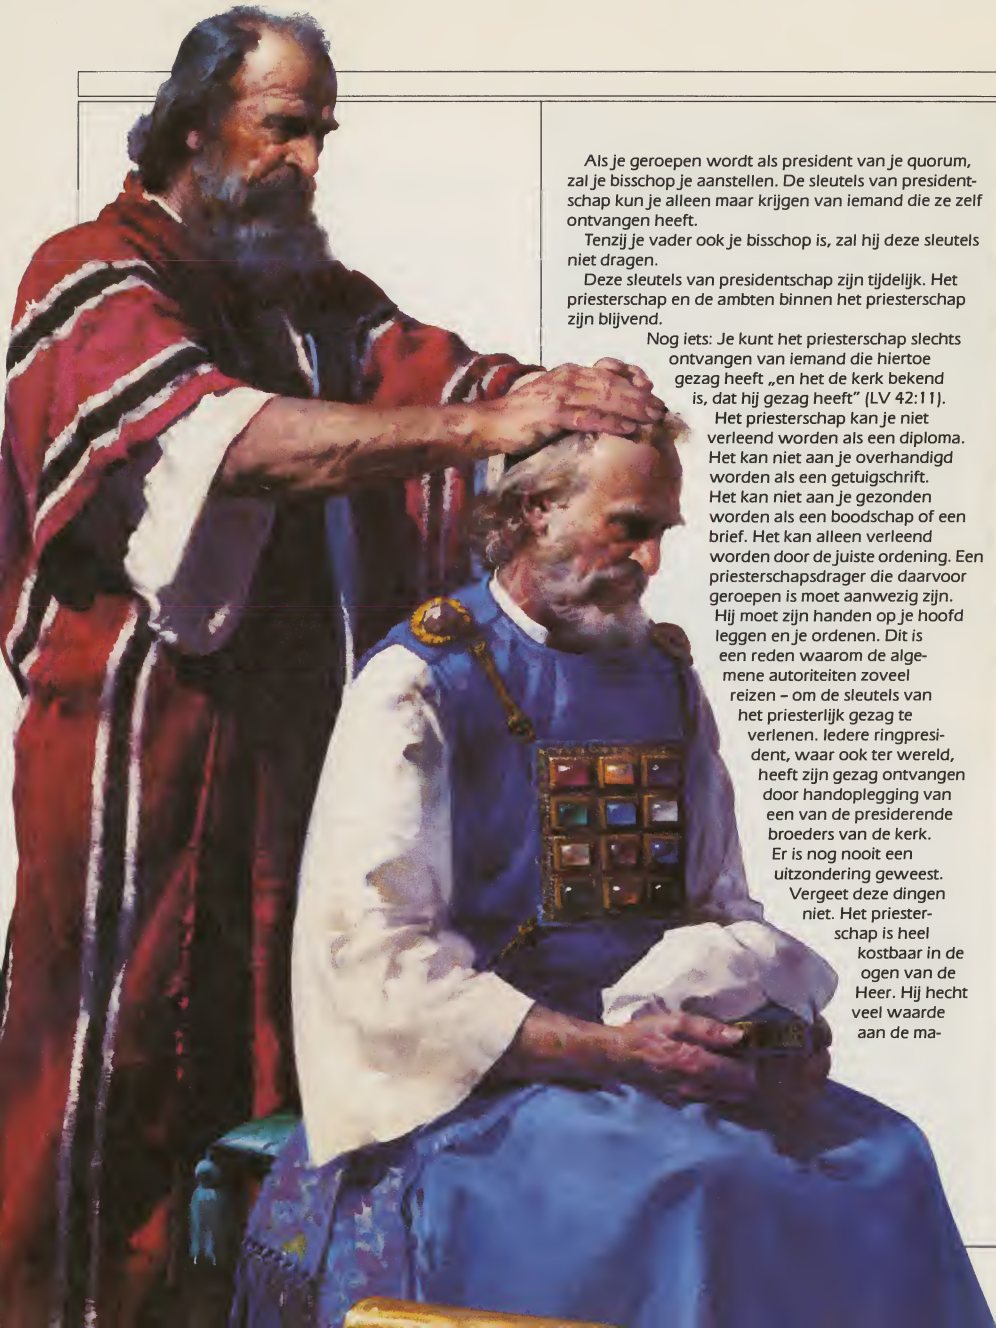 Als je geroepen wordt als president van je quorum,
zal je bisschop je aanstellen. De sleutels van president-
schap kun je alleen maar krijgen van iemand die ze zelf
ontvangen heeft.
Tenzij je vader ook je bisschop is, zal hij deze sleutels
niet dragen.
Deze sleutels van presidentschap zijn tijdelijk. Het
priesterschap en de ambten binnen het priesterschap
zijn blijvend.
Nog iets: Je kunt het priesterschap slechts
ontvangen van iemand die hiertoe
gezag heeft „en het de kerk bekend
is, dat hij gezag heeft” (LV 42:11).
Het priesterschap kan je niet
verleend worden als een diploma.
Het kan niet aan je overhandigd
worden als een getuigschrift.
Het kan niet aan je gezonden
worden als een boodschap of een
brief. Het kan alleen verleend
worden door de juiste ordening. Een
priesterschapsdrager die daarvoor
geroepen is moet aanwezig zijn.
Hij moet zijn handen op je hoofd
leggen en je ordenen. Dit is
een reden waarom de alge-
mene autoriteiten zoveel
reizen – om de sleutels van
het priesterlijk gezag te
verlenen. Iedere ringpresi-
dent, waar ook ter wereld,
heeft zijn gezag ontvangen
door handoplegging van
een van de presiderende
broeders van de kerk.
Er is nog nooit een
uitzondering geweest.
Vergeet deze dingen
niet. Het priester-
schap is heel
kostbaar in de
ogen van de
Heer. Hij hecht
veel waarde
aan de ma-